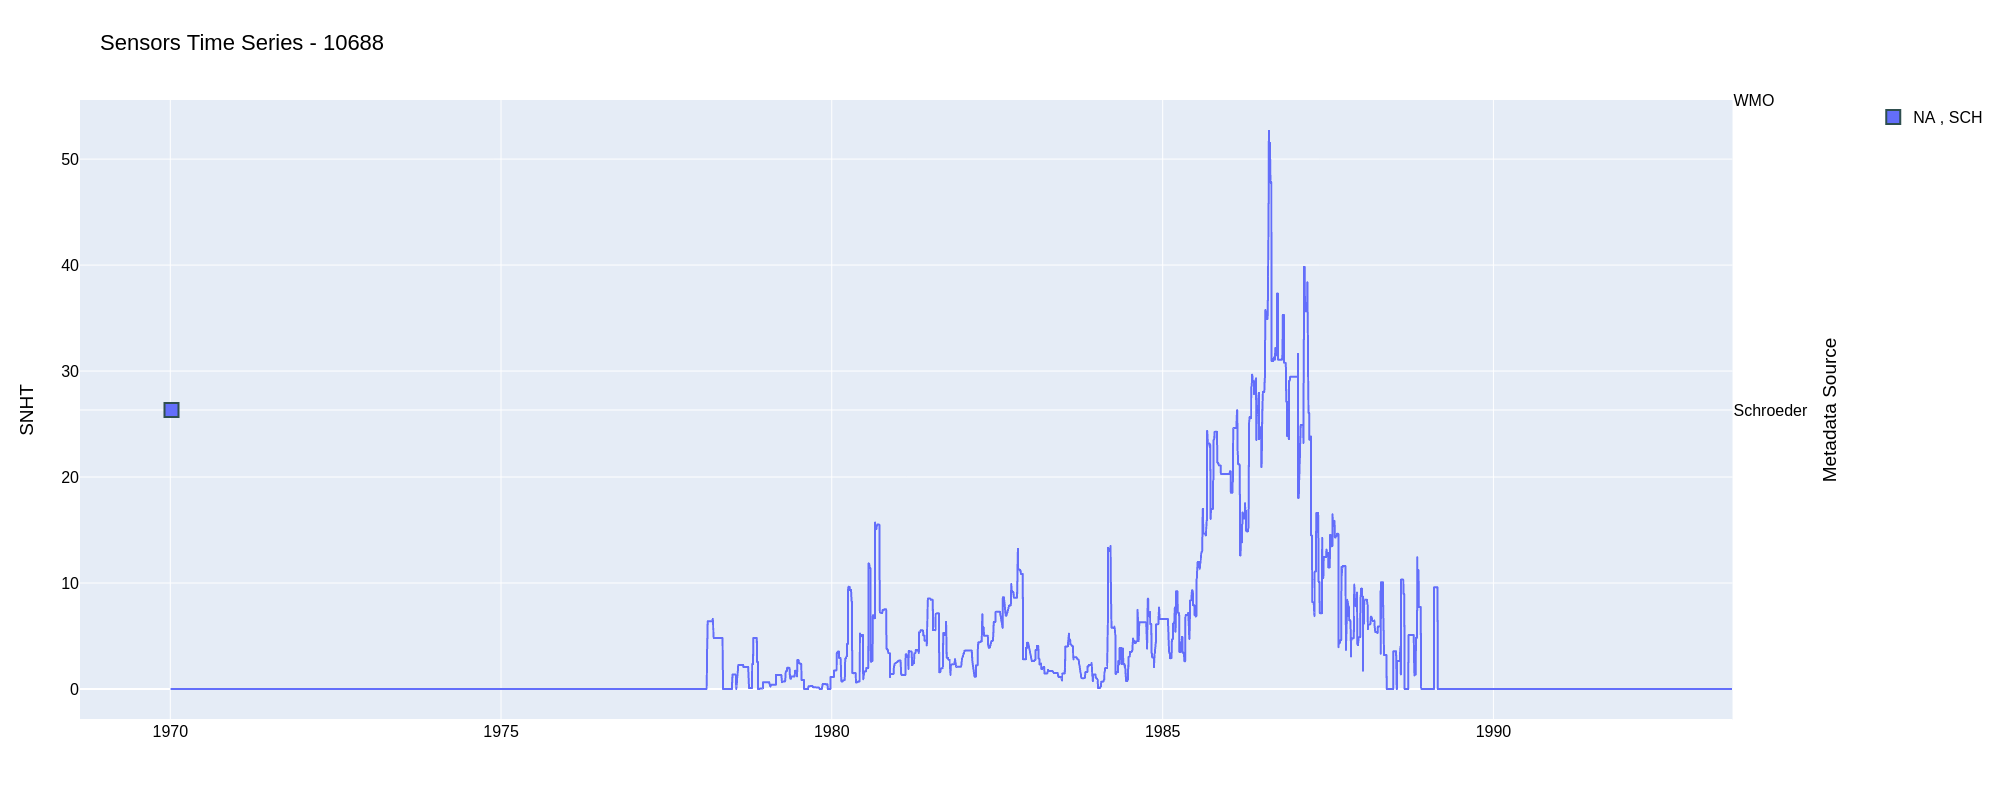 Sensors Time Series - 10688
WMO
NA , SCH
50
40
30
20
10
0
SNHT
Schroeder
Metadata Source
1970
1975
1980
1985
1990